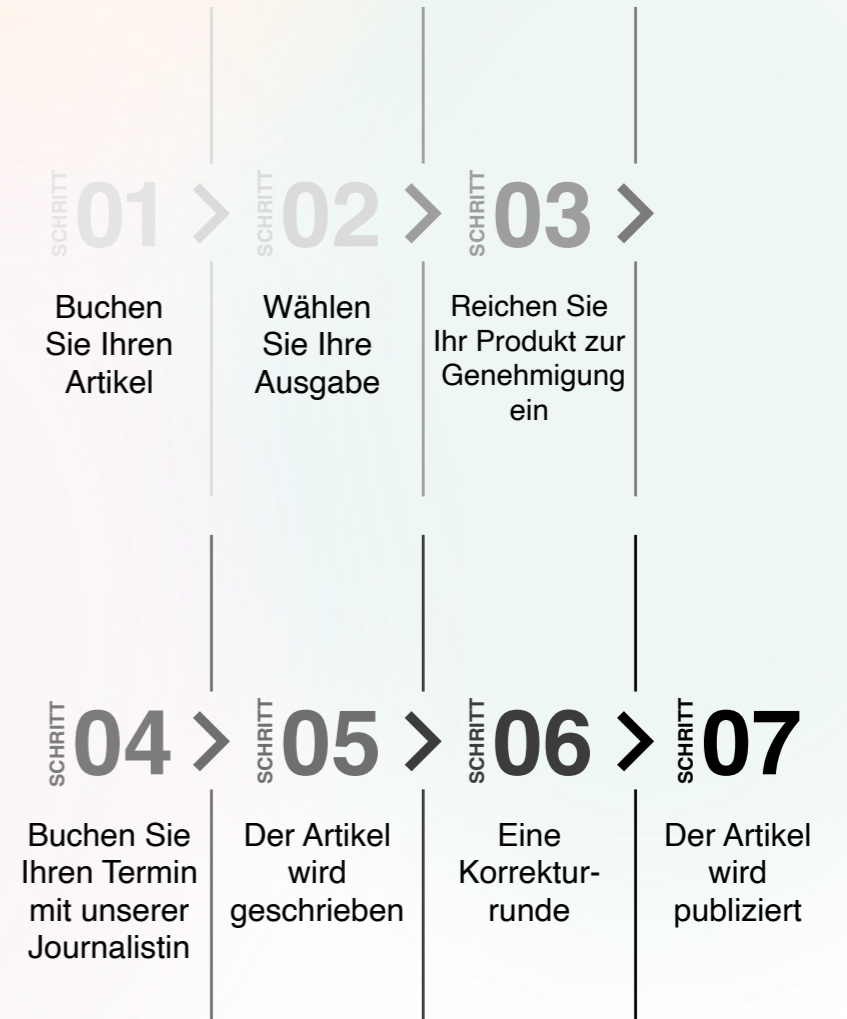 SCHRITT 01
Buchen
Sie Ihren
Artikel
SCHRITT 02
Wählen
Sie Ihre
Ausgabe
SCHRITT 03
Reichen Sie
Ihr Produkt zur
Genehmigung
ein
SCHRITT 04
Buchen Sie
Ihren Termin
mit unserer
Journalistin
SCHRITT 05
Der Artikel
wird
geschrieben
SCHRITT 06
Eine
Korrektur-
runde
SCHRITT 07
Der Artikel
wird
publiziert